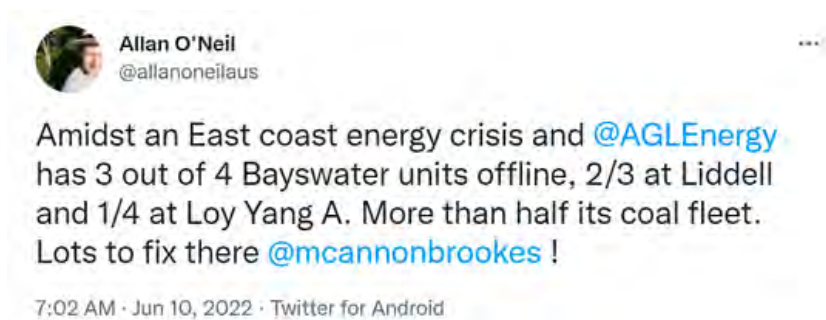 Allan O'Neil
@allanoneilaus
Amidst an East coast energy crisis and @AGLEnergy
has 3 out of 4 Bayswater units offline, 2/3 at Liddell
and 1/4 at Loy Yang A. More than half its coal fleet.
Lots to fix there @mcannonbrookes !
7:02 AM · Jun 10, 2022 · Twitter for Android